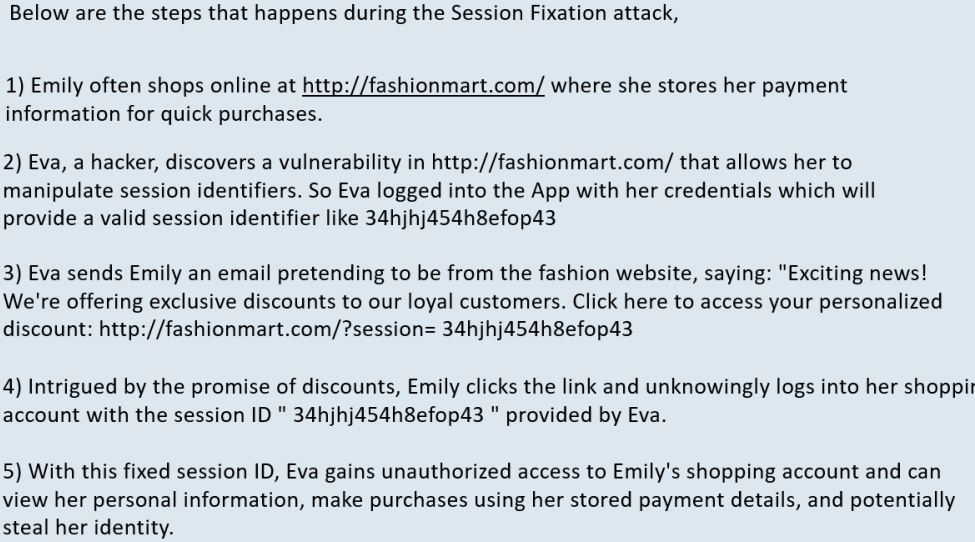 Below are the steps that happens during the Session Fixation attack,
1) Emily often shops online at http://fashionmart.com/ where she stores her payment
information for quick purchases.
2) Eva, a hacker, discovers a vulnerability in http://fashionmart.com/ that allows her to
manipulate session identifiers. So Eva logged into the App with her credentials which will
provide a valid session identifier like 34hjhj454h8efop43
3) Eva sends Emily an email pretending to be from the fashion website, saying: "Exciting news!
We're offering exclusive discounts to our loyal customers. Click here to access your personalized
discount: http://fashionmart.com/?session= 34hjhj454h8efop43
4) Intrigued by the promise of discounts, Emily clicks the link and unknowingly logs into her shoppin
account with the session ID " 34hjhj454h8efop43 " provided by Eva.
5) With this fixed session ID, Eva gains unauthorized access to Emily's shopping account and can
view her personal information, make purchases using her stored payment details, and potentially
steal her identity.